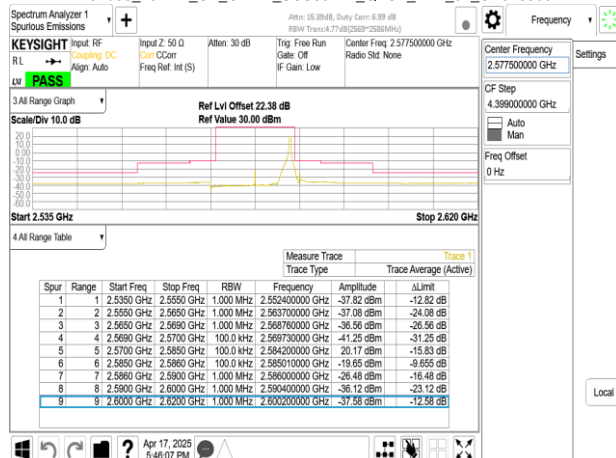 Spectrum Analyzer 1
Spurious Emissions
Attn: 15.39dB, Duty Corr: 6.99 dB
RBW Trans:4.77dB(2569~2586MHz)
Frequency
Settings
KEYSIGHT
RL
PASS
Input: RF
Coupling: DC
Align: Auto
Input Z: 50 Ω
Corr CCorr
Freq Ref: Int (S)
Atten: 30 dB
Trig: Free Run
Gate: Off
IF Gain: Low
Center Freq: 2.577500000 GHz
Radio Std: None
Center Frequency
2.577500000 GHz
CF Step
4.399000000 GHz
Auto
Man
Freq Offset
0 Hz
Local
3 All Range Graph
Scale/Div 10.0 dB
Ref Lvl Offset 22.38 dB
Ref Value 30.00 dBm
20.0
10.0
0.00
-10.0
-20.0
-30.0
-40.0
-50.0
-60.0
Start 2.535 GHz
Stop 2.620 GHz
4 All Range Table
Measure Trace Trace 1
Trace Type Trace Average (Active)
Spur Range Start Freq Stop Freq RBW Frequency Amplitude ΔLimit
1 1 2.5350 GHz 2.5550 GHz 1.000 MHz 2.552400000 GHz -37.82 dBm -12.82 dB
2 2 2.5550 GHz 2.5650 GHz 1.000 MHz 2.563700000 GHz -37.08 dBm -24.08 dB
3 3 2.5650 GHz 2.5690 GHz 1.000 MHz 2.568760000 GHz -36.56 dBm -26.56 dB
4 4 2.5690 GHz 2.5700 GHz 100.0 kHz 2.569730000 GHz -41.25 dBm -31.25 dB
5 5 2.5700 GHz 2.5850 GHz 100.0 kHz 2.584200000 GHz 20.17 dBm -15.83 dB
6 6 2.5850 GHz 2.5860 GHz 100.0 kHz 2.585010000 GHz -19.65 dBm -9.655 dB
7 7 2.5860 GHz 2.5900 GHz 1.000 MHz 2.586000000 GHz -26.48 dBm -16.48 dB
8 8 2.5900 GHz 2.6000 GHz 1.000 MHz 2.590400000 GHz -36.12 dBm -23.12 dB
9 9 2.6000 GHz 2.6200 GHz 1.000 MHz 2.600200000 GHz -37.58 dBm -12.58 dB
Apr 17, 2025
5:46:07 PM